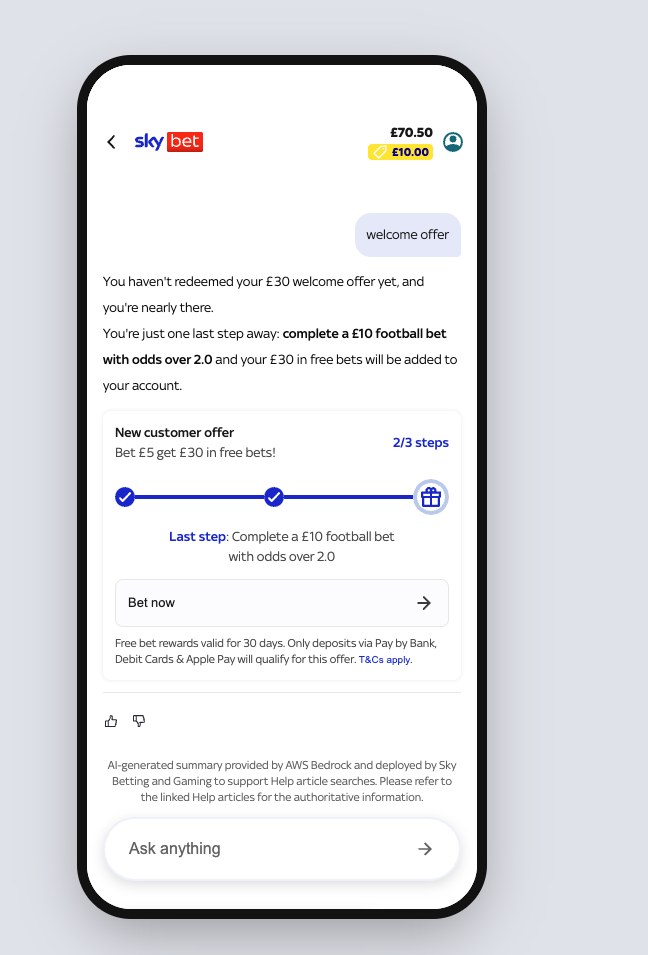 sky bet
£70.50
£10.00
welcome offer
You haven't redeemed your £30 welcome offer yet, and
you're nearly there.
You're just one last step away: complete a £10 football bet
with odds over 2.0 and your £30 in free bets will be added to
your account.
New customer offer
Bet £5 get £30 in free bets!
2/3 steps
Last step: Complete a £10 football bet
with odds over 2.0
Bet now
Free bet rewards valid for 30 days. Only deposits via Pay by Bank,
Debit Cards & Apple Pay will qualify for this offer. T&Cs apply.
AI-generated summary provided by AWS Bedrock and deployed by Sky
Betting and Gaming to support Help article searches. Please refer to
the linked Help articles for the authoritative information.
Ask anything